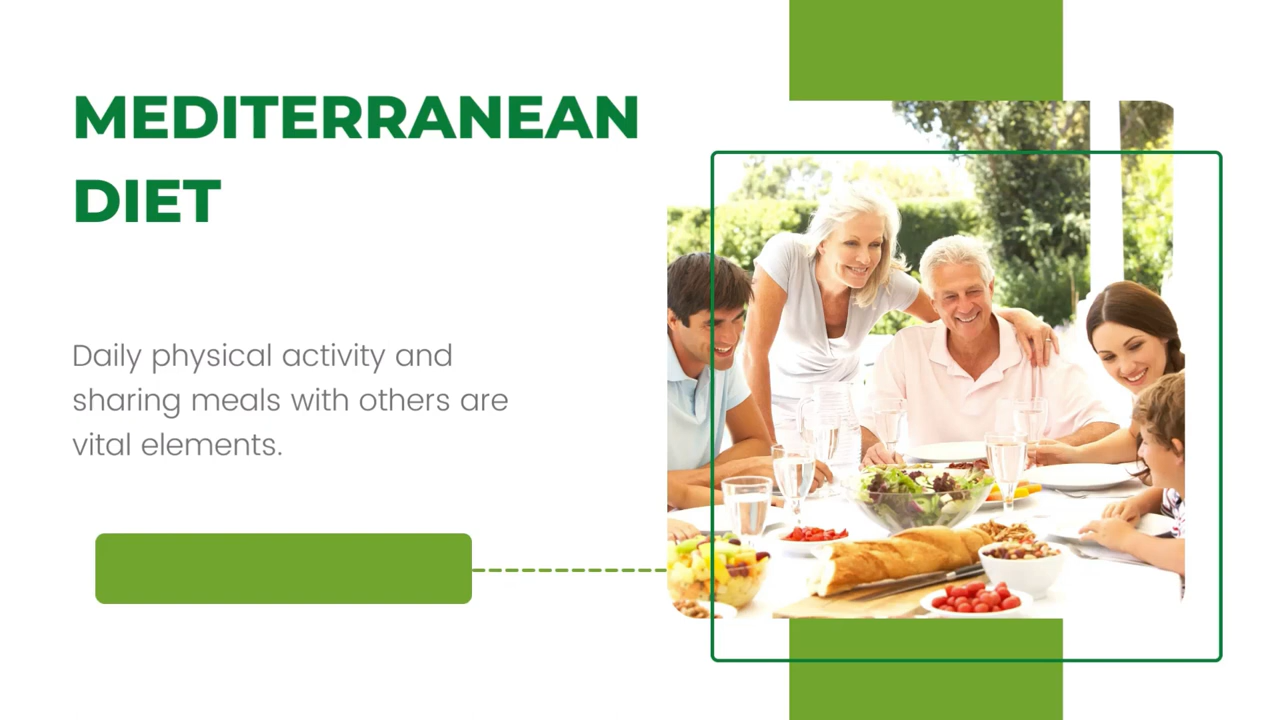 MEDITERRANEAN
DIET
Daily physical activity and
sharing meals with others are
vital elements.